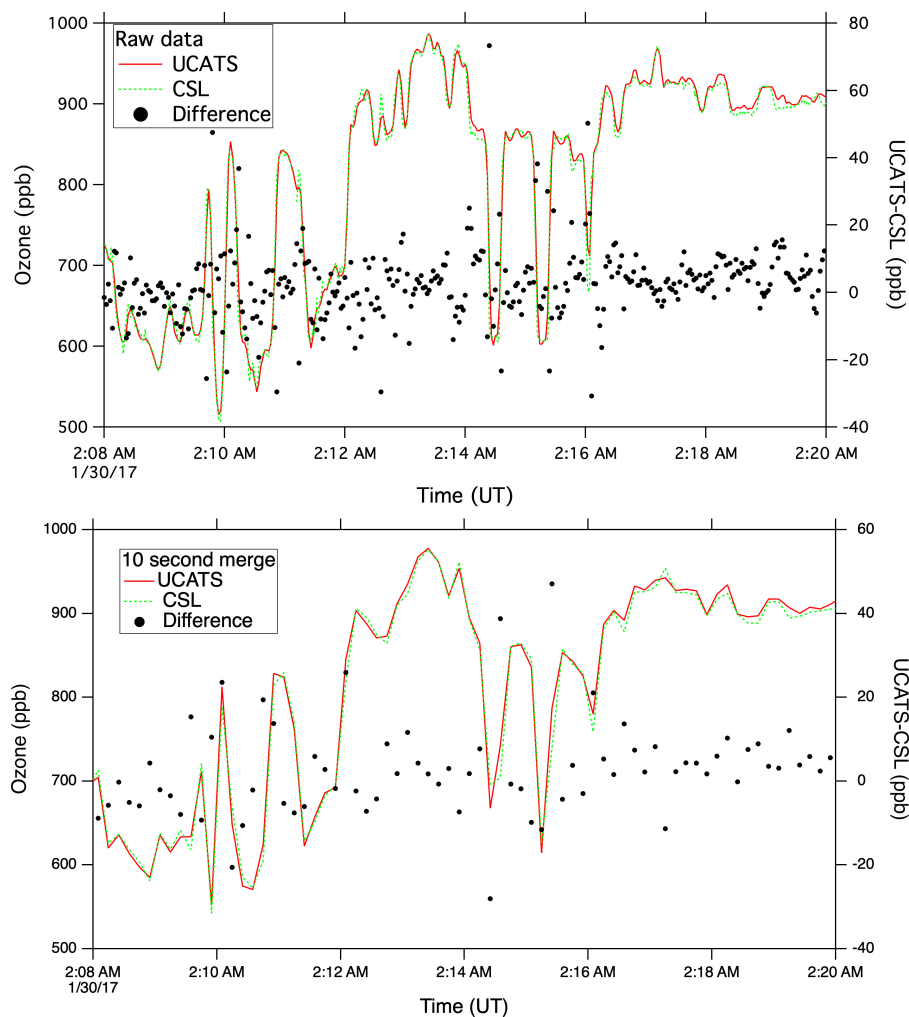 1000
900
800
700
600
500
Ozone (ppb)
Raw data
UCATS
CSL
Difference
80
60
40
20
0
-20
-40
UCATS-CSL (ppb)
2:08 AM
1/30/17
2:10 AM
2:12 AM
2:14 AM
2:16 AM
2:18 AM
2:20 AM
Time (UT)
1000
900
800
700
600
500
Ozone (ppb)
10 second merge
UCATS
CSL
Difference
60
40
20
0
-20
-40
UCATS-CSL (ppb)
2:08 AM
1/30/17
2:10 AM
2:12 AM
2:14 AM
2:16 AM
2:18 AM
2:20 AM
Time (UT)